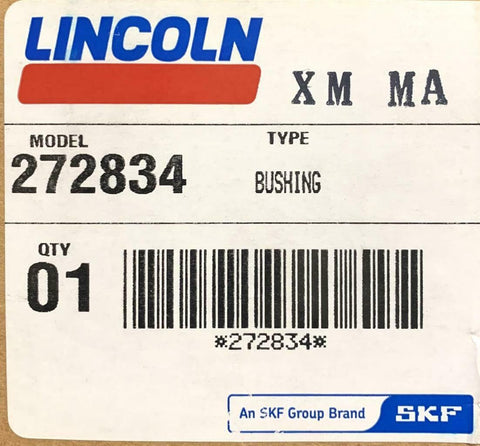 LINCOLN
XM MA
MODEL
TYPE
272834
BUSHING
QTY
01
*272834*
An SKF Group Brand
SKF